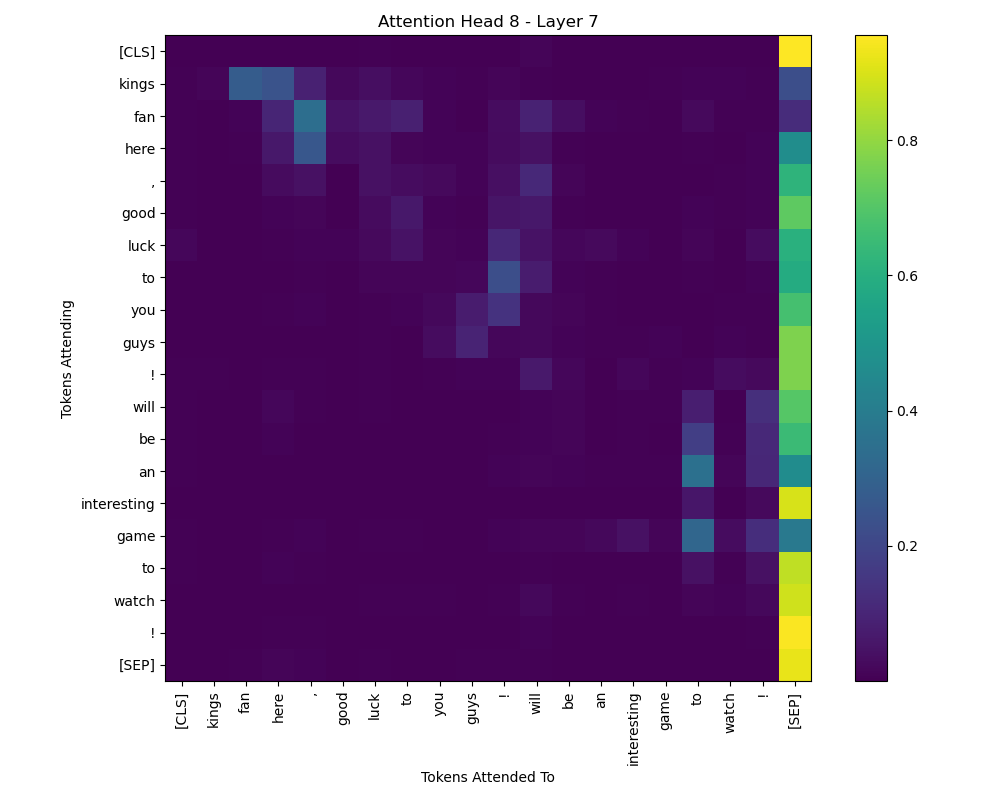 Attention Head 8 - Layer 7
[CLS]
kings
fan
here
,
good
luck
to
you
guys
!
will
be
an
interesting
game
to
watch
!
[SEP]
Tokens Attending
[CLS]
kings
fan
here
,
good
luck
to
you
guys
!
will
be
an
interesting
game
to
watch
!
[SEP]
Tokens Attended To
0.8
0.6
0.4
0.2